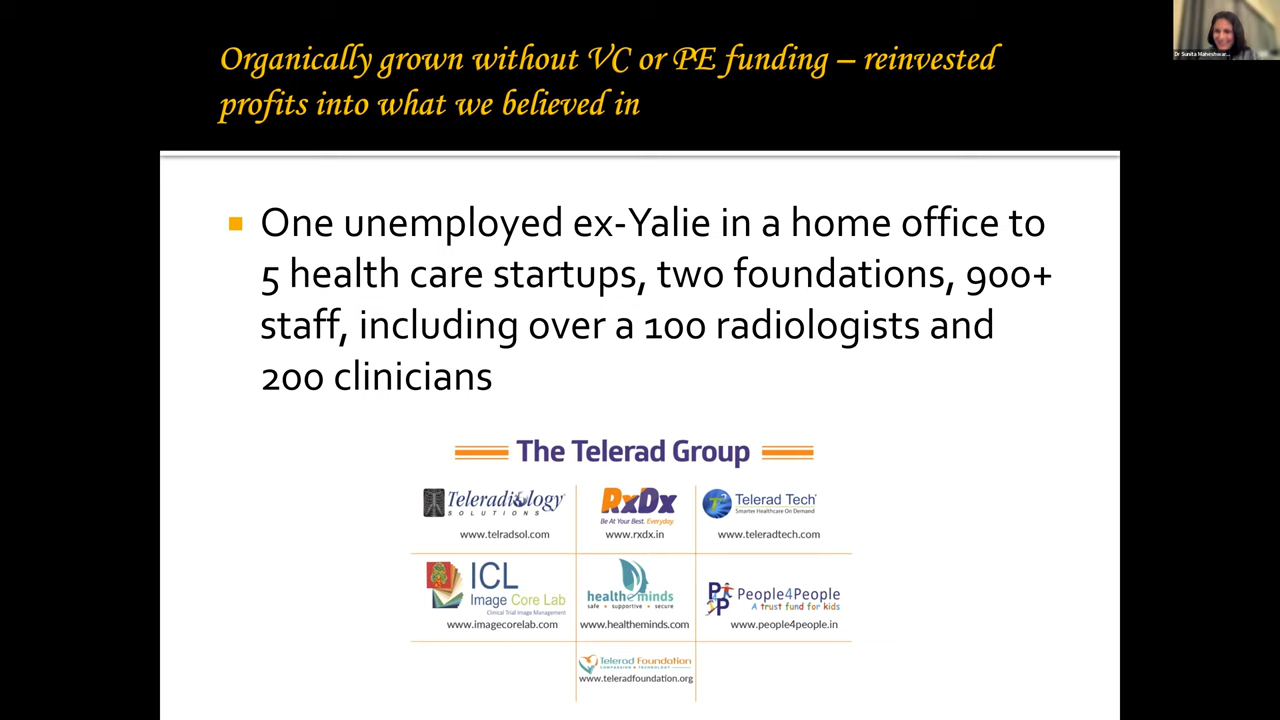 Organically grown without VC or PE funding – reinvested
profits into what we believed in
Dr Sunita Maheshwar...
One unemployed ex-Yalie in a home office to
5 health care startups, two foundations, 900+
staff, including over a 100 radiologists and
200 clinicians
The Telerad Group
Teleradiology
SOLUTIONS
www.telradsol.com
RxDx
Be At Your Best. Everyday.
www.rxdx.in
Telerad Tech
Smarter Healthcare On Demand
www.teleradtech.com
ICL
Image Core Lab
Clinical Trial Image Management
www.imagecorelab.com
healtheminds
safe • supportive • secure
www.healtheminds.com
People4People
A trust fund for kids
www.people4people.in
Telerad Foundation
COMPASSION & TECHNOLOGY
www.teleradfoundation.org